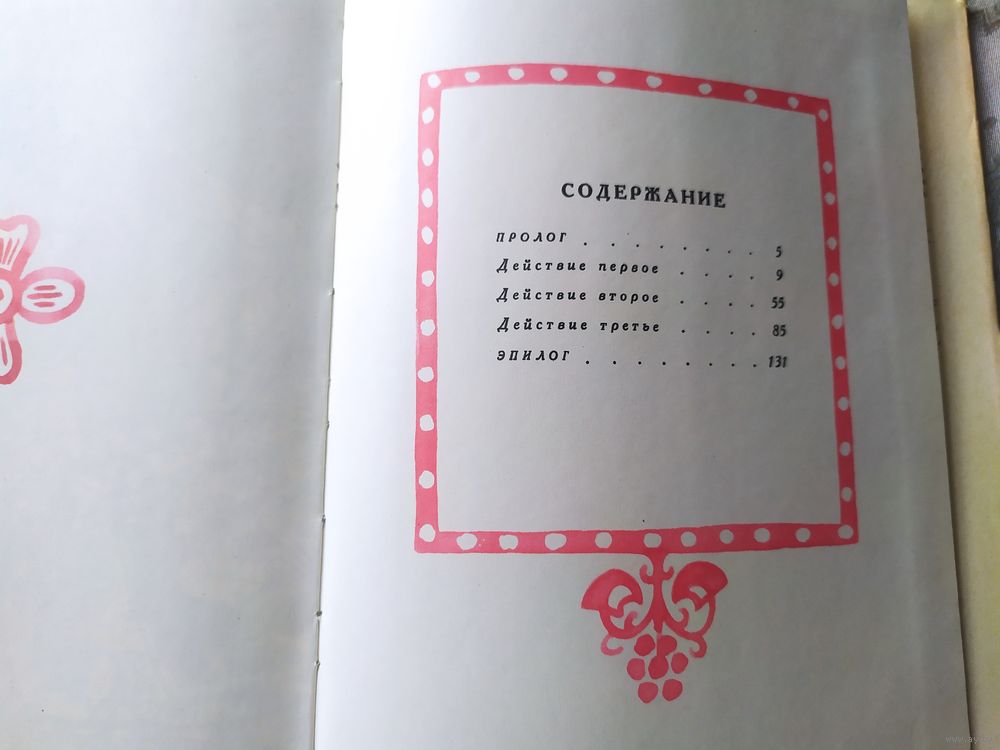 СОДЕРЖАНИЕ
ПРОЛОГ . . . . . . . . 5
Действие первое . . . . 9
Действие второе . . . . 55
Действие третье . . . . 85
ЭПИЛОГ . . . . . . . . 131